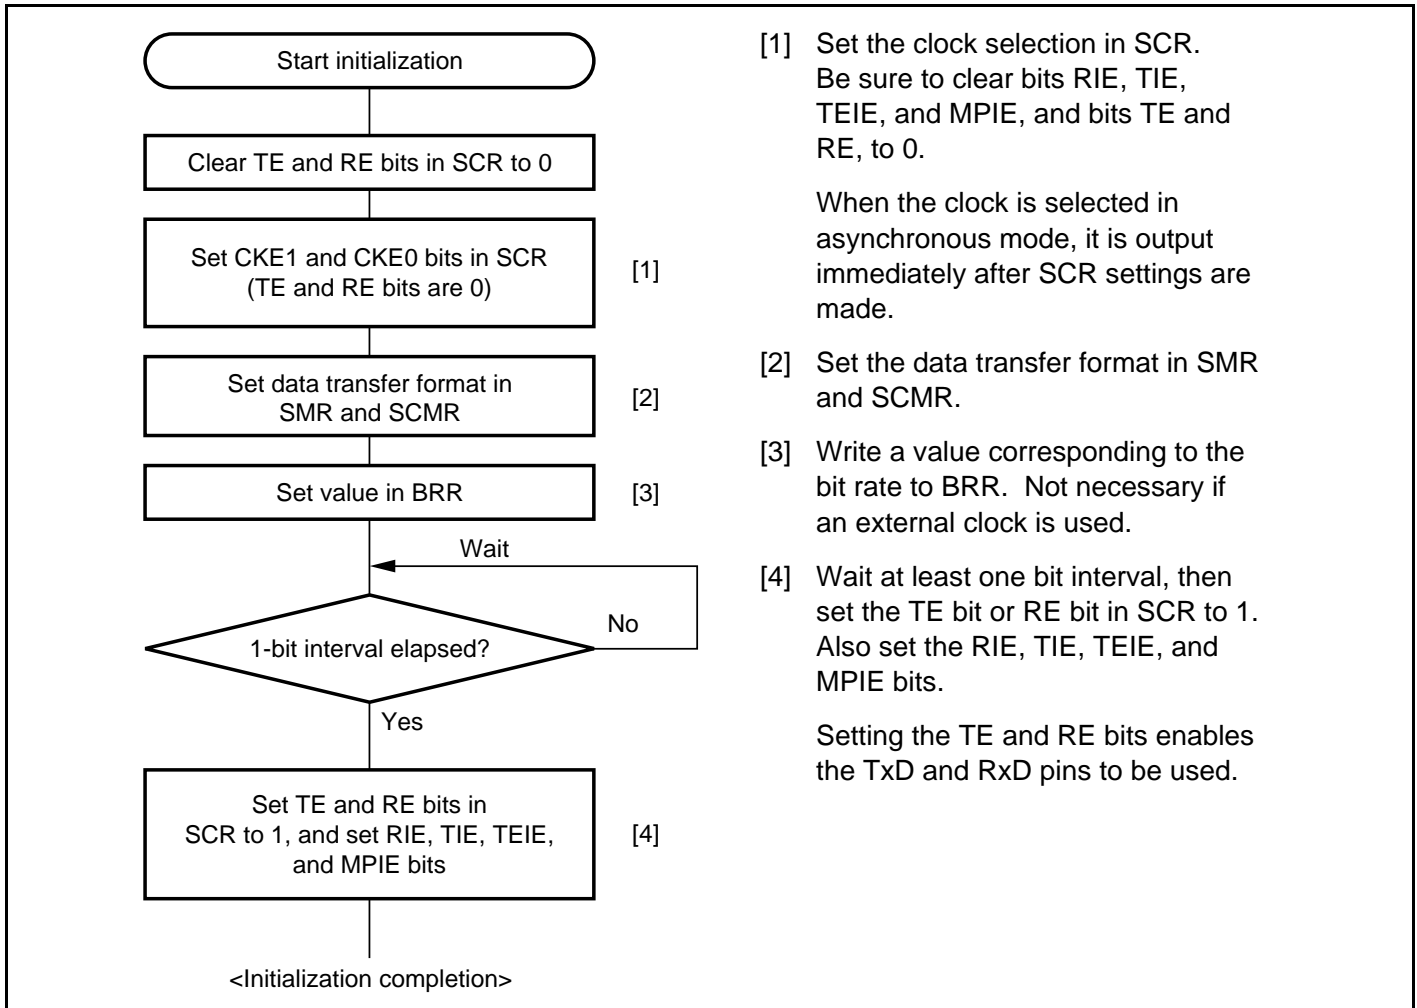 Start initialization
Clear TE and RE bits in SCR to 0
Set CKE1 and CKE0 bits in SCR
(TE and RE bits are 0)
[1]
Set data transfer format in
SMR and SCMR
[2]
Set value in BRR
[3]
Wait
1-bit interval elapsed?
No
Yes
Set TE and RE bits in
SCR to 1, and set RIE, TIE, TEIE,
and MPIE bits
[4]
<Initialization completion>
[1] Set the clock selection in SCR.
Be sure to clear bits RIE, TIE,
TEIE, and MPIE, and bits TE and
RE, to 0.
When the clock is selected in
asynchronous mode, it is output
immediately after SCR settings are
made.
[2] Set the data transfer format in SMR
and SCMR.
[3] Write a value corresponding to the
bit rate to BRR.  Not necessary if
an external clock is used.
[4] Wait at least one bit interval, then
set the TE bit or RE bit in SCR to 1.
Also set the RIE, TIE, TEIE, and
MPIE bits.
Setting the TE and RE bits enables
the TxD and RxD pins to be used.